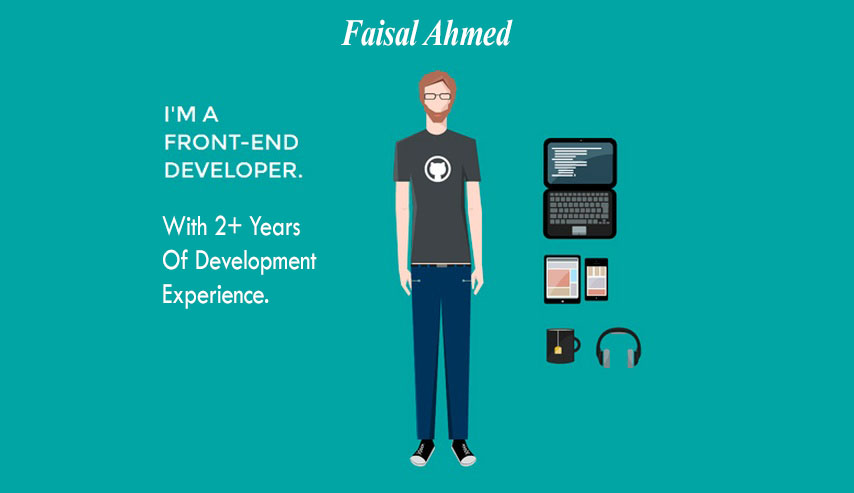 Faisal Ahmed
I'M A
FRONT-END
DEVELOPER.
With 2+ Years
Of Development
Experience.